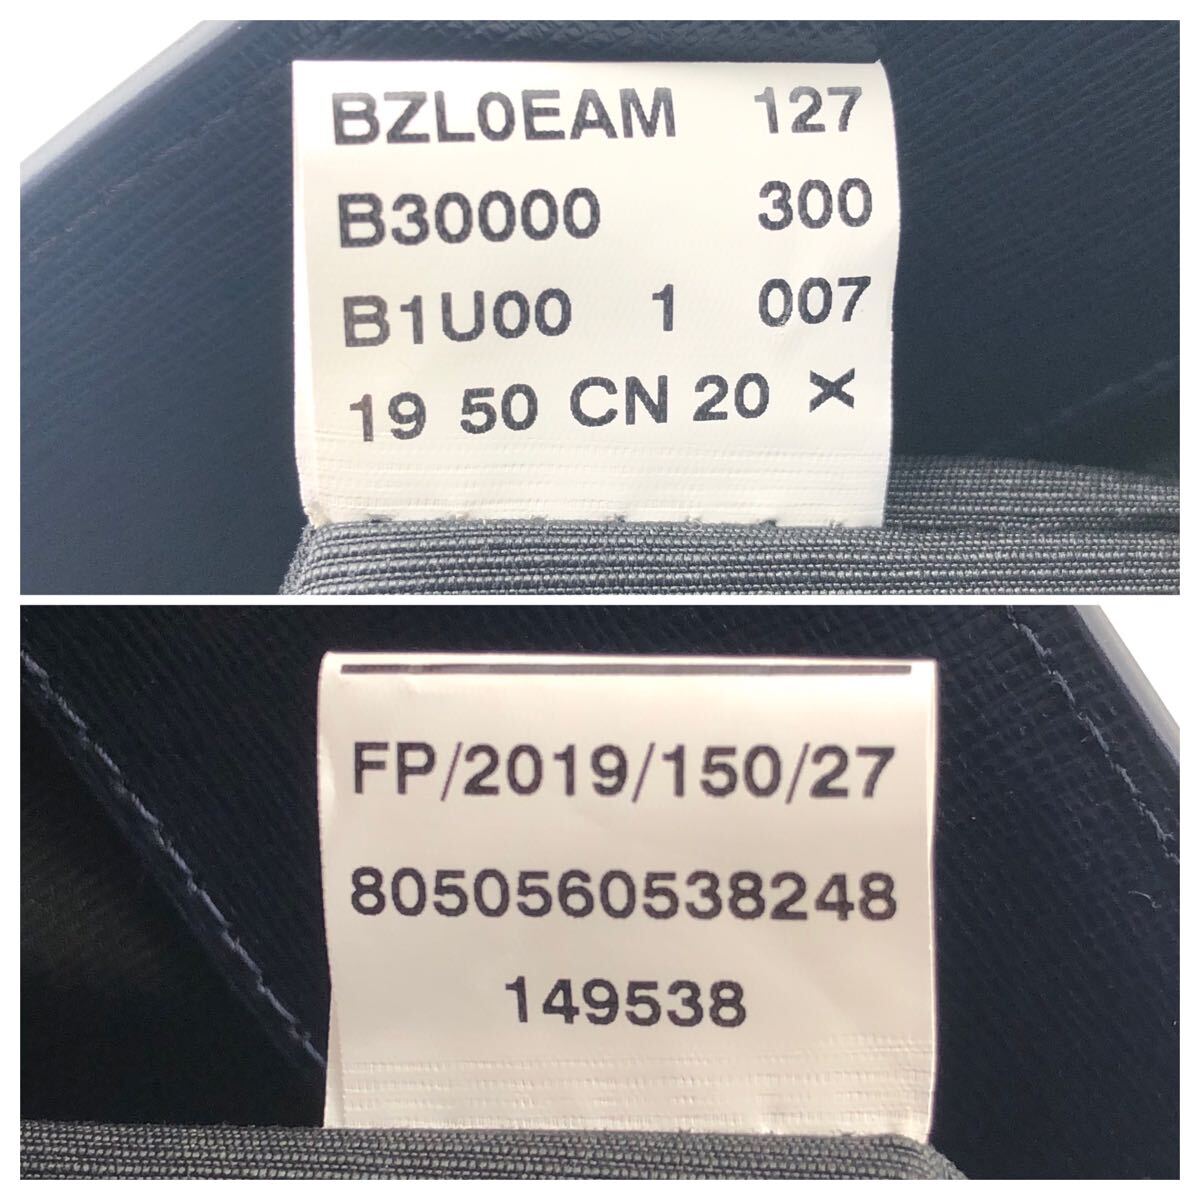 BZL0EAM 127
B30000 300
B1U00 1 007
19 50 CN 20 X
FP/2019/150/27
8050560538248
149538